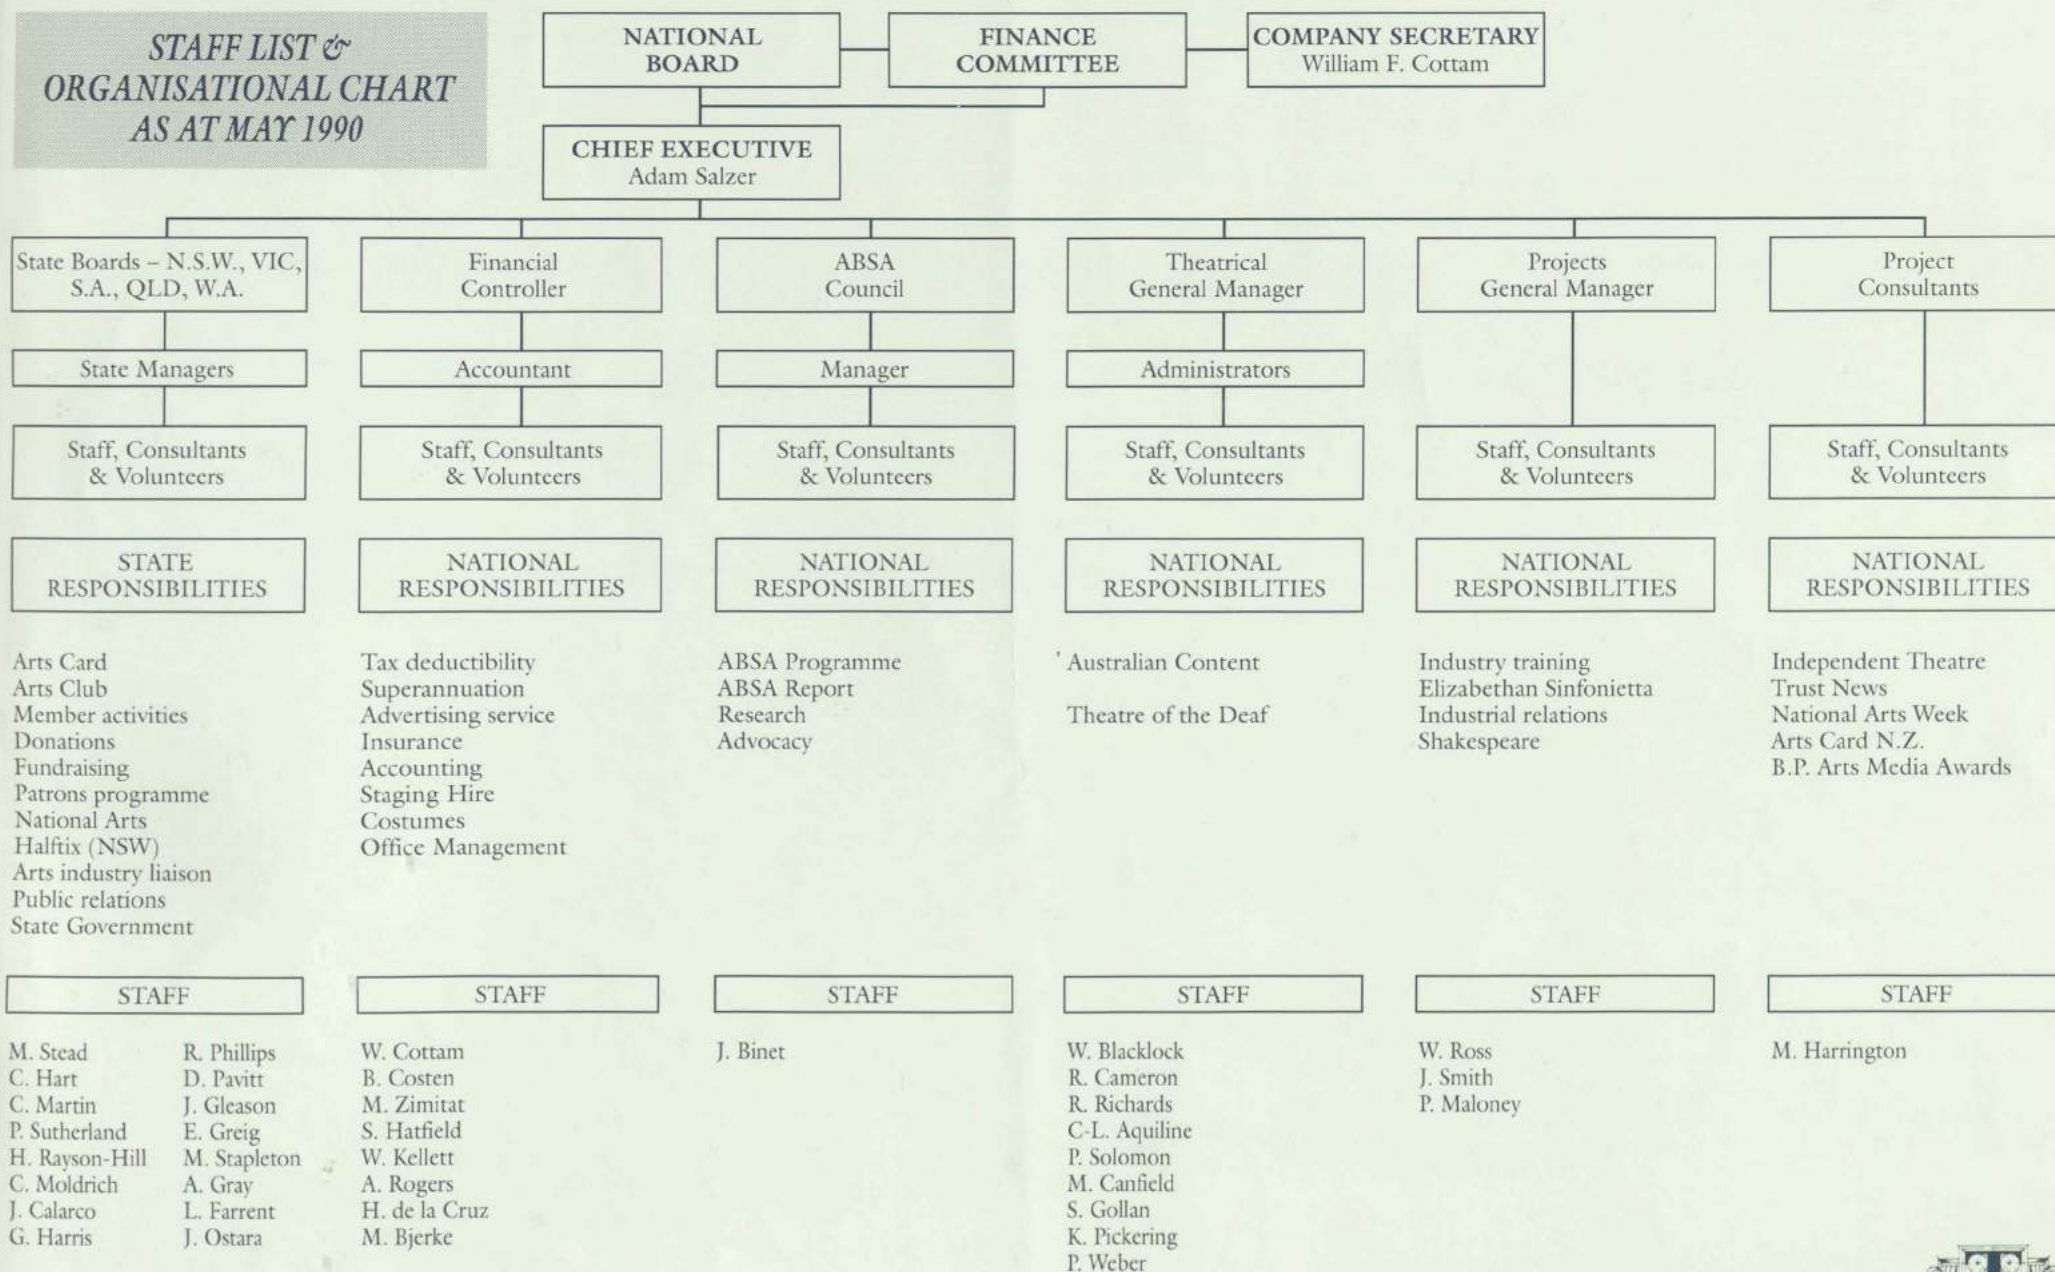 STAFF LIST &
ORGANISATIONAL CHART
AS AT MAY 1990
NATIONAL
BOARD
FINANCE
COMMITTEE
COMPANY SECRETARY
William F. Cottam
CHIEF EXECUTIVE
Adam Salzer
State Boards – N.S.W., VIC,
S.A., QLD, W.A.
State Managers
Staff, Consultants
& Volunteers
STATE
RESPONSIBILITIES
Arts Card
Arts Club
Member activities
Donations
Fundraising
Patrons programme
National Arts
Halftix (NSW)
Arts industry liaison
Public relations
State Government
STAFF
M. Stead
C. Hart
C. Martin
P. Sutherland
H. Rayson-Hill
C. Moldrich
J. Calarco
G. Harris
R. Phillips
D. Pavitt
J. Gleason
E. Greig
M. Stapleton
A. Gray
L. Farrent
J. Ostara
Financial
Controller
Accountant
Staff, Consultants
& Volunteers
NATIONAL
RESPONSIBILITIES
Tax deductibility
Superannuation
Advertising service
Insurance
Accounting
Staging Hire
Costumes
Office Management
STAFF
W. Cottam
B. Costen
M. Zimitat
S. Hatfield
W. Kellett
A. Rogers
H. de la Cruz
M. Bjerke
ABSA
Council
Manager
Staff, Consultants
& Volunteers
NATIONAL
RESPONSIBILITIES
ABSA Programme
ABSA Report
Research
Advocacy
STAFF
J. Binet
Theatrical
General Manager
Administrators
Staff, Consultants
& Volunteers
NATIONAL
RESPONSIBILITIES
Australian Content
Theatre of the Deaf
STAFF
W. Blacklock
R. Cameron
R. Richards
C-L. Aquiline
P. Solomon
M. Canfield
S. Gollan
K. Pickering
P. Weber
Projects
General Manager
Staff, Consultants
& Volunteers
NATIONAL
RESPONSIBILITIES
Industry training
Elizabethan Sinfonietta
Industrial relations
Shakespeare
STAFF
W. Ross
J. Smith
P. Maloney
Project
Consultants
Staff, Consultants
& Volunteers
NATIONAL
RESPONSIBILITIES
Independent Theatre
Trust News
National Arts Week
Arts Card N.Z.
B.P. Arts Media Awards
STAFF
M. Harrington